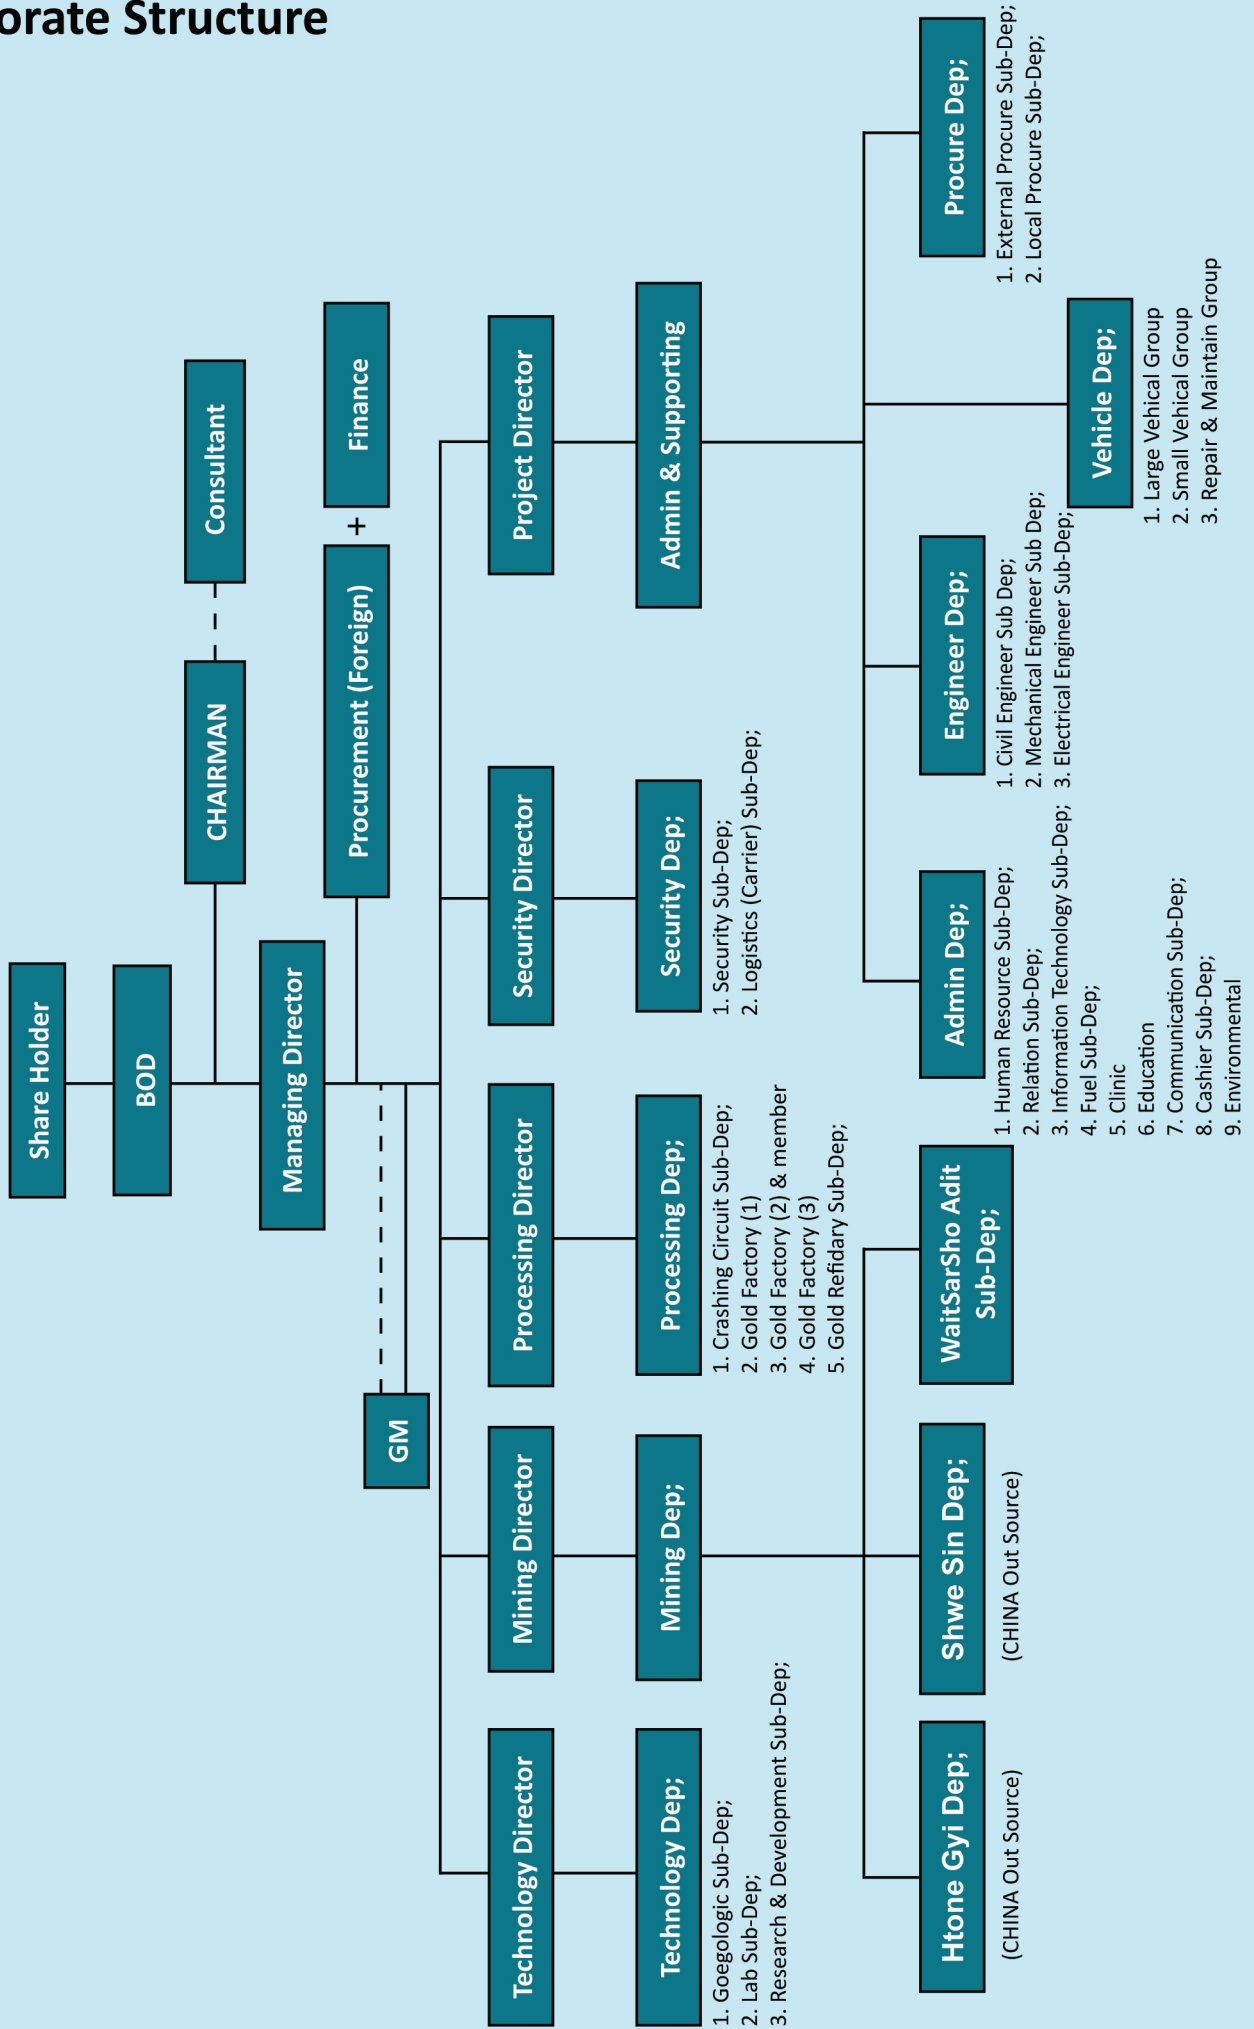 orate Structure
Share Holder
BOD
CHAIRMAN
Consultant
Managing Director
Procurement (Foreign)
+
Finance
GM
Technology Director
Mining Director
Processing Director
Security Director
Project Director
Technology Dep;
1. Goegologic Sub-Dep;
2. Lab Sub-Dep;
3. Research & Development Sub-Dep;
Mining Dep;
Processing Dep;
1. Crashing Circuit Sub-Dep;
2. Gold Factory (1)
3. Gold Factory (2) & member
4. Gold Factory (3)
5. Gold Refidary Sub-Dep;
Security Dep;
1. Security Sub-Dep;
2. Logistics (Carrier) Sub-Dep;
Admin & Supporting
Htone Gyi Dep;
(CHINA Out Source)
Shwe Sin Dep;
(CHINA Out Source)
WaitSarSho Adit
Sub-Dep;
Admin Dep;
1. Human Resource Sub-Dep;
2. Relation Sub-Dep;
3. Information Technology Sub-Dep;
4. Fuel Sub-Dep;
5. Clinic
6. Education
7. Communication Sub-Dep;
8. Cashier Sub-Dep;
9. Environmental
Engineer Dep;
1. Civil Engineer Sub Dep;
2. Mechanical Engineer Sub Dep;
3. Electrical Engineer Sub-Dep;
Vehicle Dep;
1. Large Vehical Group
2. Small Vehical Group
3. Repair & Maintain Group
Procure Dep;
1. External Procure Sub-Dep;
2. Local Procure Sub-Dep;